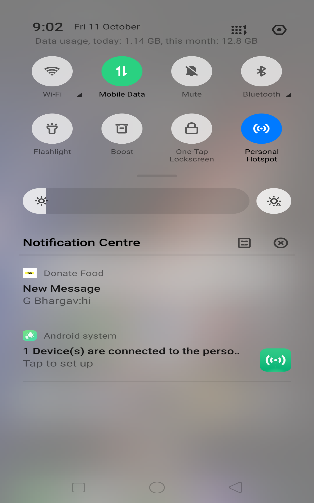 9:02 Fri 11 October
Data usage, today: 1.14 GB, this month: 12.8 GB
Wi-Fi Mobile Data Mute Bluetooth
Flashlight Boost One-Tap Lockscreen Personal Hotspot
Notification Centre
Donate Food
New Message
G Bhargav:hi
Android system
1 Device(s) are connected to the perso..
Tap to set up